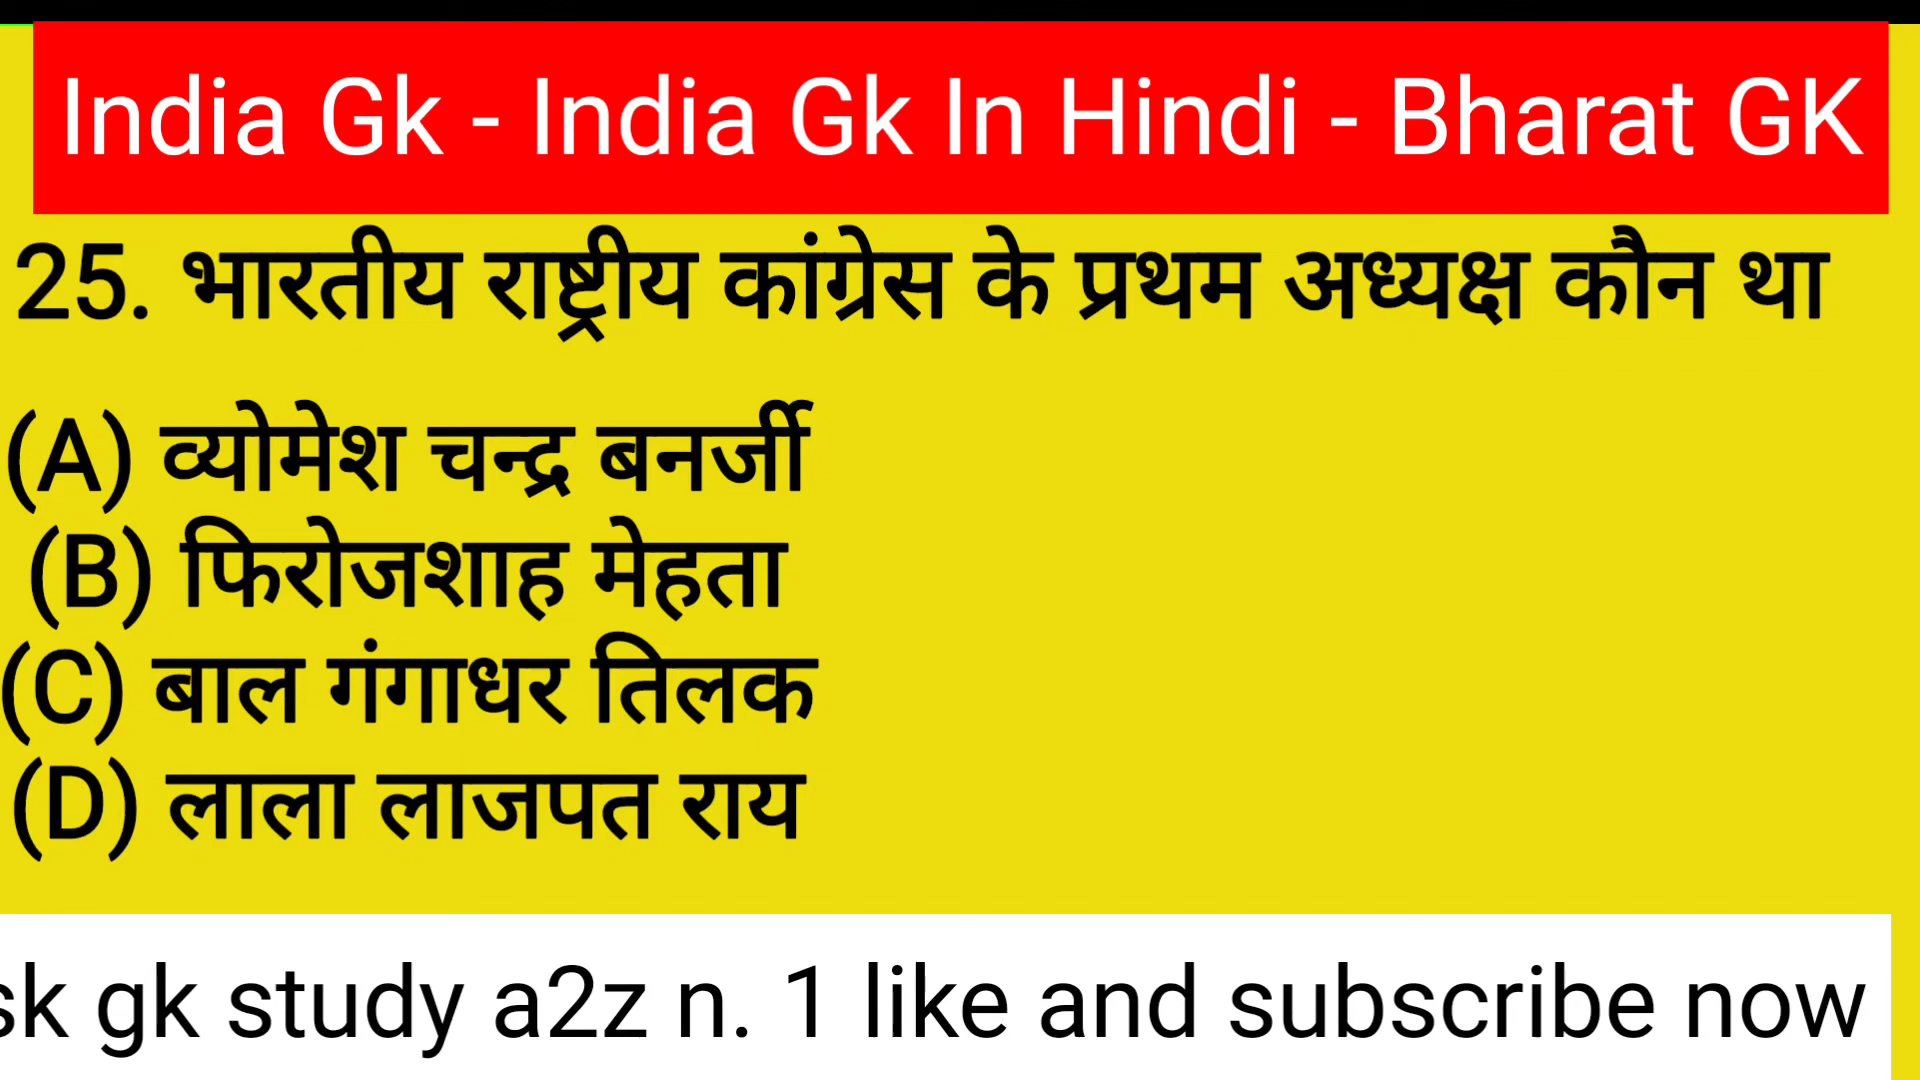 India Gk - India Gk In Hindi - Bharat GK
25. भारतीय राष्ट्रीय कांग्रेस के प्रथम अध्यक्ष कौन था
(A) व्योमेश चन्द्र बनर्जी
(B) फिरोजशाह मेहता
(C) बाल गंगाधर तिलक
(D) लाला लाजपत राय
sk gk study a2z n. 1 like and subscribe now